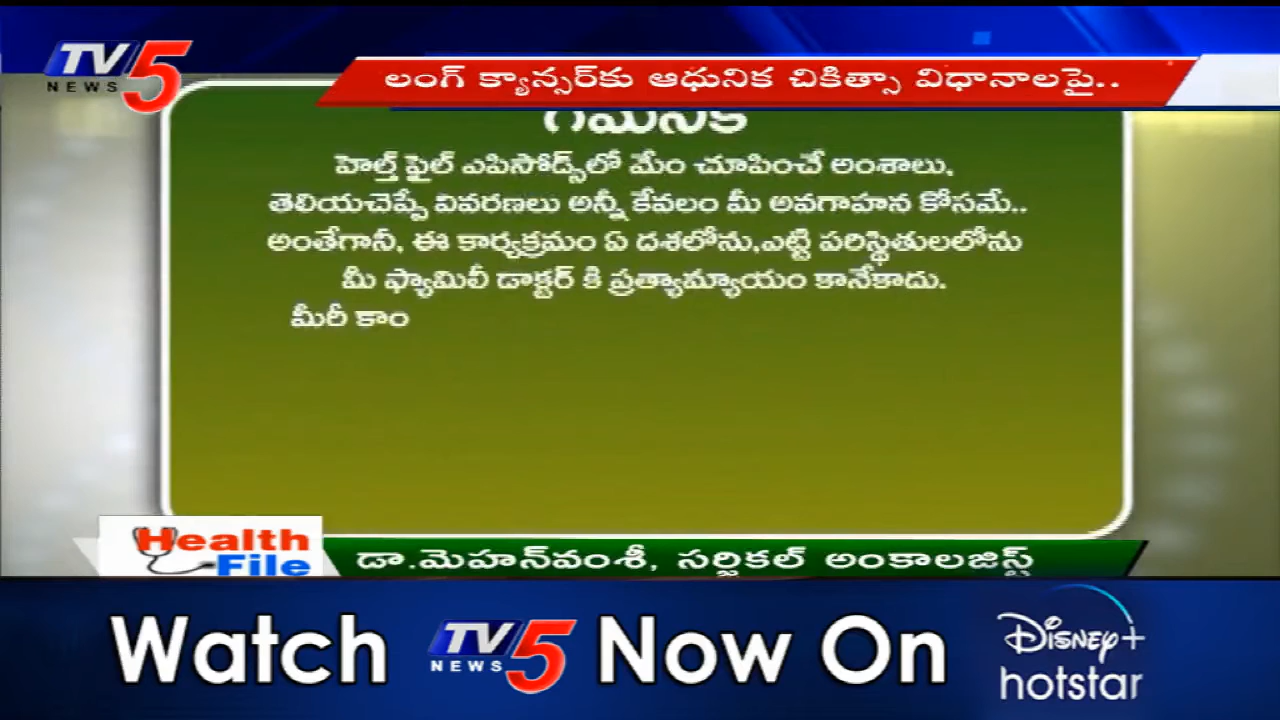 TV5
NEWS
లంగ్ క్యాన్సర్‌కు ఆధునిక చికిత్సా విధానాలపై..
గమనిక
హెల్త్ ఫైల్ ఎపిసోడ్స్‌లో మేం చూపించే అంశాలు,
తెలియచెప్పే వివరణలు అన్నీ కేవలం మీ అవగాహన కోసమే..
అంతేగానీ, ఈ కార్యక్రమం ఏ దశలోను,ఎట్టి పరిస్థితులలోను
మీ ఫ్యామిలీ డాక్టర్ కి ప్రత్యామ్యాయం కానేకాదు.
మీరీ కాం
Health
File
డా.మెహన్‌వంశీ, సర్జికల్ అంకాలజిస్ట్
Watch TV5 NEWS Now On Disney+ hotstar